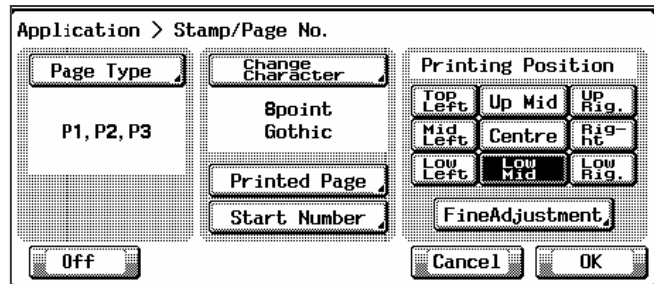 Application > Stamp/Page No.
Page Type
P1, P2, P3
Change
Character
8point
Gothic
Printed Page
Start Number
Printing Position
Top
Left
Up Mid
Up
Rig.
Mid
Left
Centre
Rig-
ht
Low
Left
Low
Mid
Low
Rig.
FineAdjustment
Off
Cancel
OK